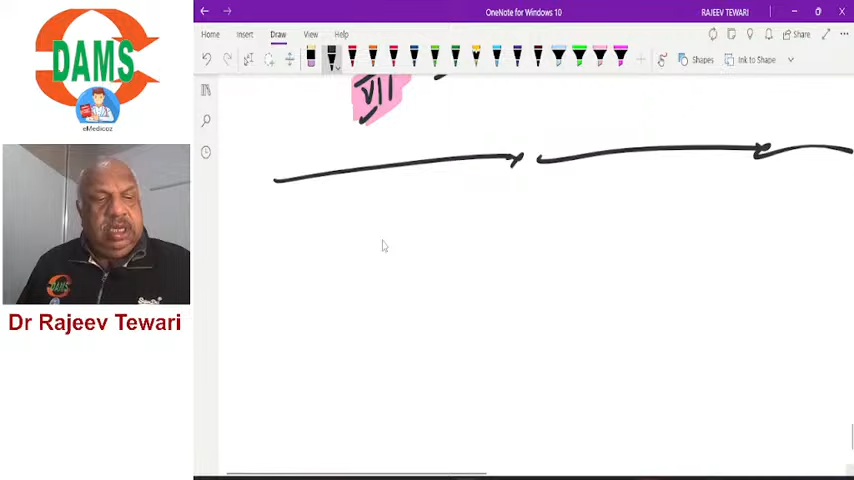 OneNote for Windows 10
RAJEEV TEWARI
Home
Insert
Draw
View
Help
Share
Shapes
Ink to Shape
DAMS
eMedicoz
VII
DAMS
Dr Rajeev Tewari